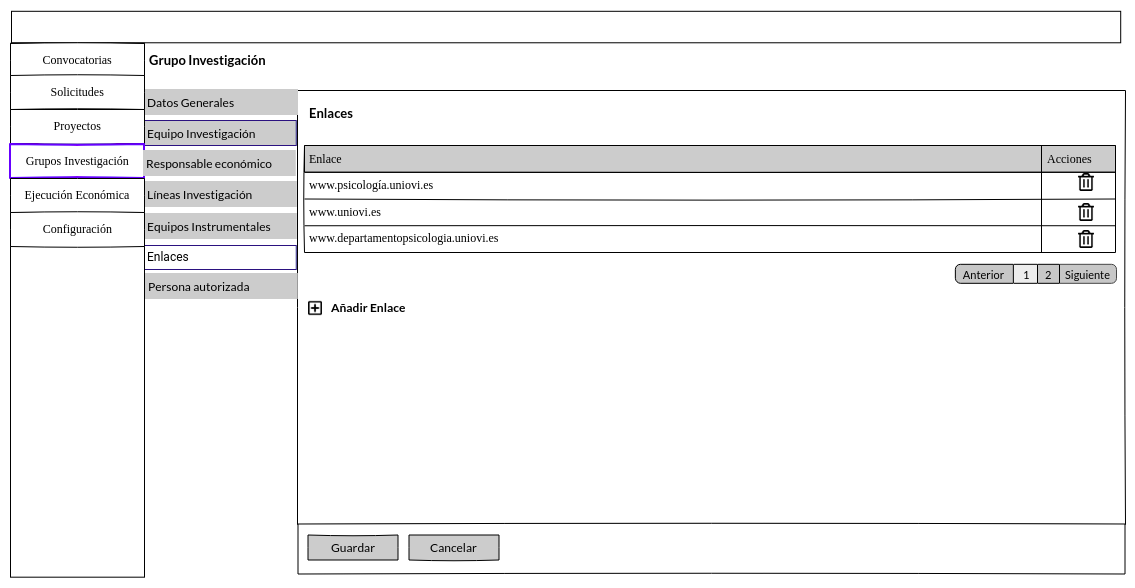 Convocatorias
Solicitudes
Proyectos
Grupos Investigación
Ejecución Económica
Configuración
Grupo Investigación
Datos Generales
Equipo Investigación
Responsable económico
Líneas Investigación
Equipos Instrumentales
Enlaces
Persona autorizada
Enlaces
Enlace Acciones
www.psicología.uniovi.es
www.uniovi.es
www.departamentopsicologia.uniovi.es
Anterior 1 2 Siguiente
Añadir Enlace
Guardar Cancelar